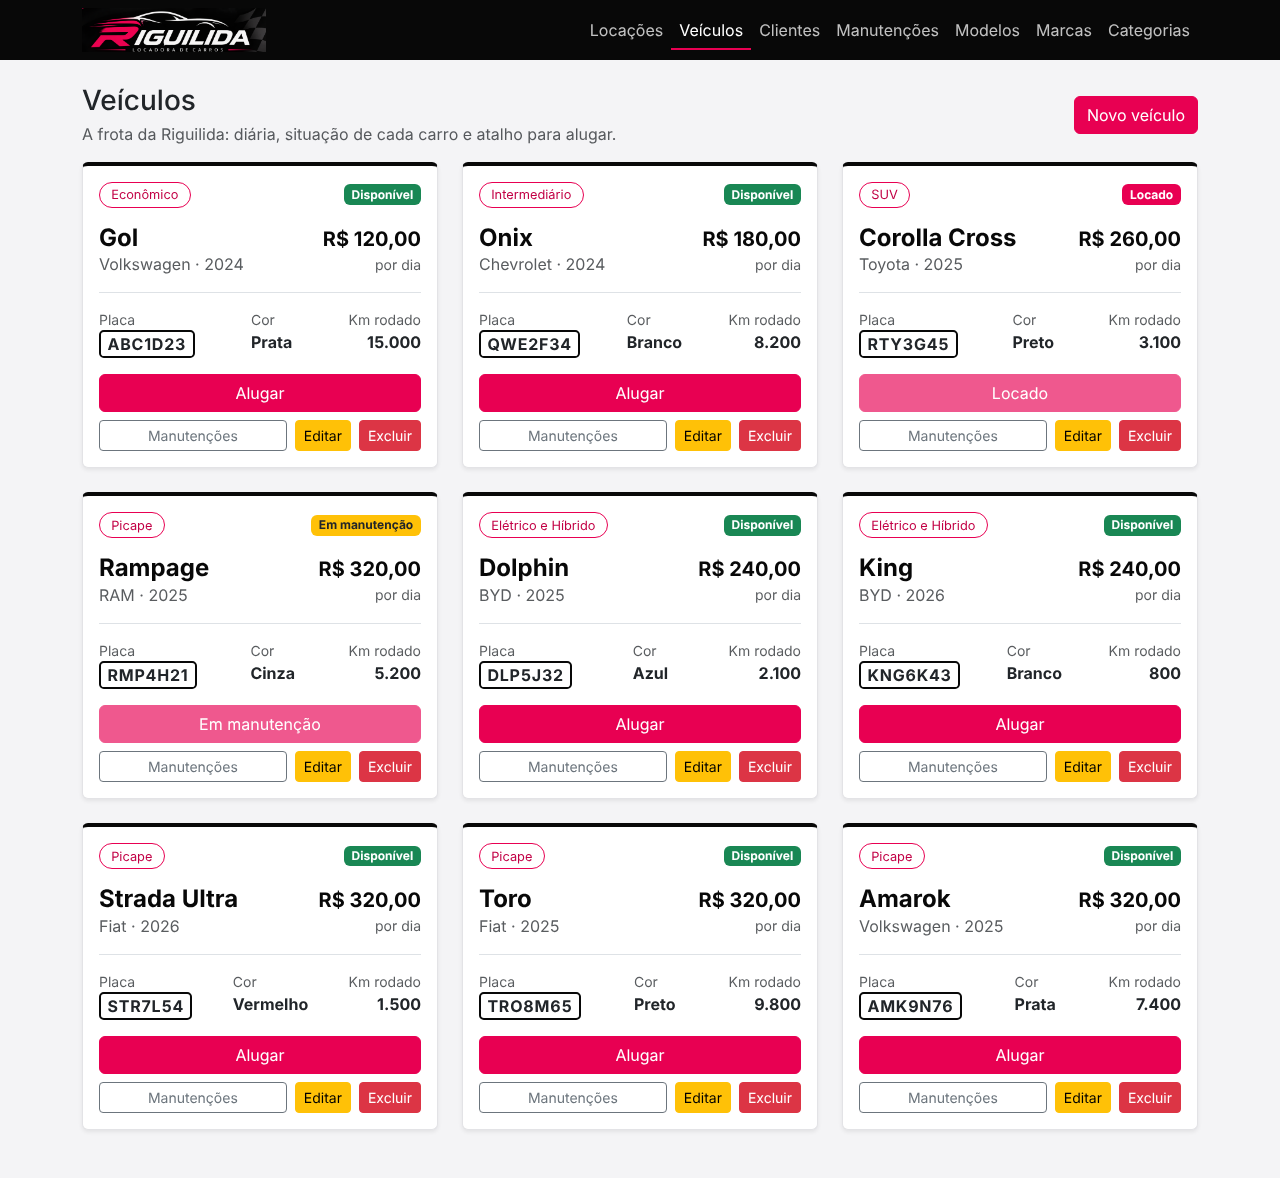 RIGUILIDA
LOCADORA DE CARROS
Locações Veículos Clientes Manutenções Modelos Marcas Categorias
Veículos
A frota da Riguilida: diária, situação de cada carro e atalho para alugar.
Novo veículo
Econômico Disponível
Gol R$ 120,00
Volkswagen · 2024 por dia
Placa Cor Km rodado
ABC1D23 Prata 15.000
Alugar
Manutenções Editar Excluir
Intermediário Disponível
Onix R$ 180,00
Chevrolet · 2024 por dia
Placa Cor Km rodado
QWE2F34 Branco 8.200
Alugar
Manutenções Editar Excluir
SUV Locado
Corolla Cross R$ 260,00
Toyota · 2025 por dia
Placa Cor Km rodado
RTY3G45 Preto 3.100
Locado
Manutenções Editar Excluir
Picape Em manutenção
Rampage R$ 320,00
RAM · 2025 por dia
Placa Cor Km rodado
RMP4H21 Cinza 5.200
Em manutenção
Manutenções Editar Excluir
Elétrico e Híbrido Disponível
Dolphin R$ 240,00
BYD · 2025 por dia
Placa Cor Km rodado
DLP5J32 Azul 2.100
Alugar
Manutenções Editar Excluir
Elétrico e Híbrido Disponível
King R$ 240,00
BYD · 2026 por dia
Placa Cor Km rodado
KNG6K43 Branco 800
Alugar
Manutenções Editar Excluir
Picape Disponível
Strada Ultra R$ 320,00
Fiat · 2026 por dia
Placa Cor Km rodado
STR7L54 Vermelho 1.500
Alugar
Manutenções Editar Excluir
Picape Disponível
Toro R$ 320,00
Fiat · 2025 por dia
Placa Cor Km rodado
TRO8M65 Preto 9.800
Alugar
Manutenções Editar Excluir
Picape Disponível
Amarok R$ 320,00
Volkswagen · 2025 por dia
Placa Cor Km rodado
AMK9N76 Prata 7.400
Alugar
Manutenções Editar Excluir